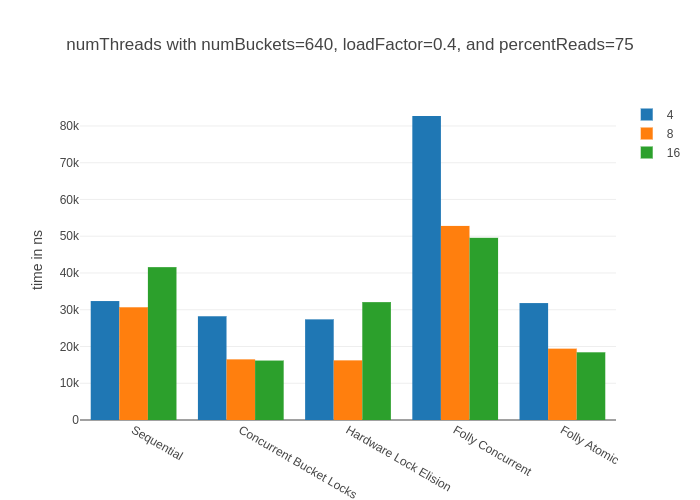 numThreads with numBuckets=640, loadFactor=0.4, and percentReads=75
4
8
16
80k
70k
60k
50k
40k
30k
20k
10k
0
time in ns
Sequential
Concurrent Bucket Locks
Hardware Lock Elision
Folly Concurrent
Folly Atomic